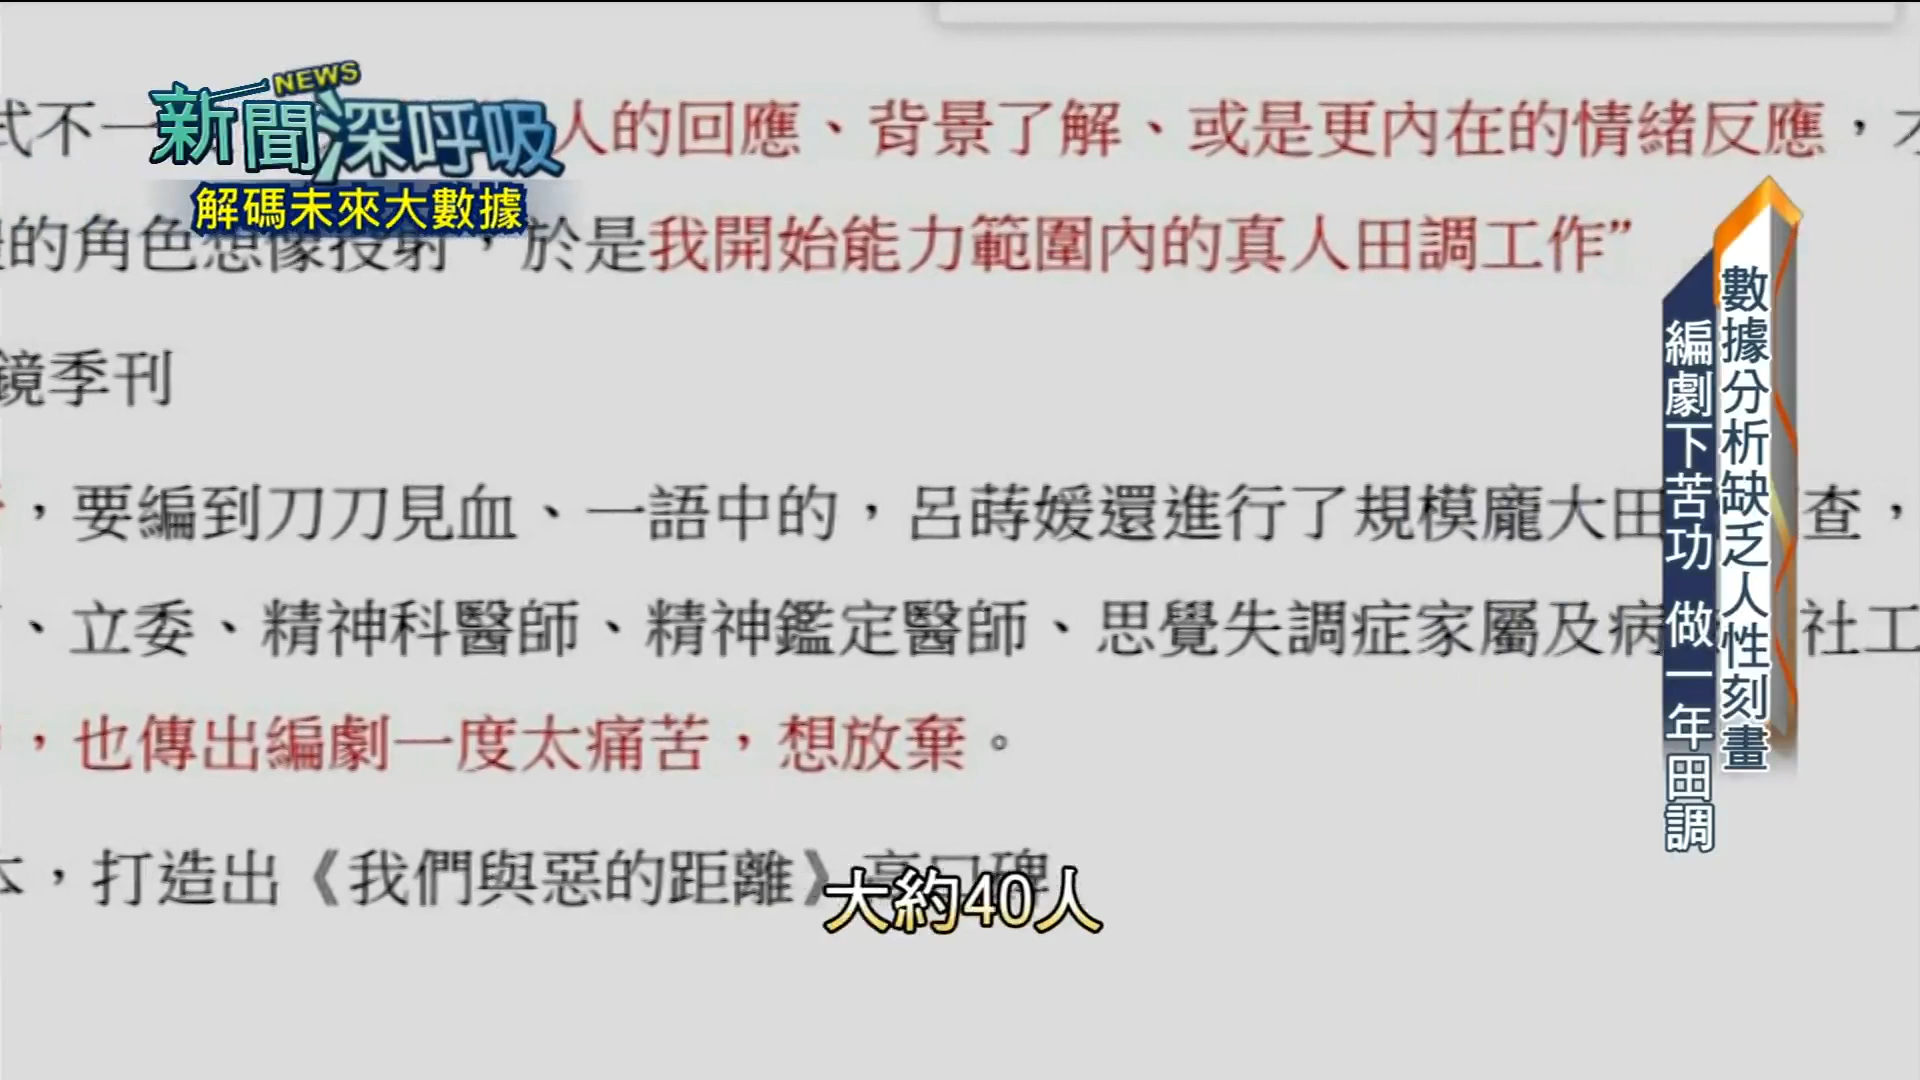 NEWS
新聞深呼吸
解碼未來大數據
式不一
人的回應、背景了解、或是更內在的情緒反應，
的角色想像投射，於是我開始能力範圍內的真人田調工作”
鏡季刊
，要編到刀刀見血、一語中的，呂蒔媛還進行了規模龐大田
查，
、立委、精神科醫師、精神鑑定醫師、思覺失調症家屬及病
社工
，也傳出編劇一度太痛苦，想放棄。
，打造出《我們與惡的距離》高口碑
大約40人
數據分析缺乏人性刻畫
編劇下苦功 做一年田調